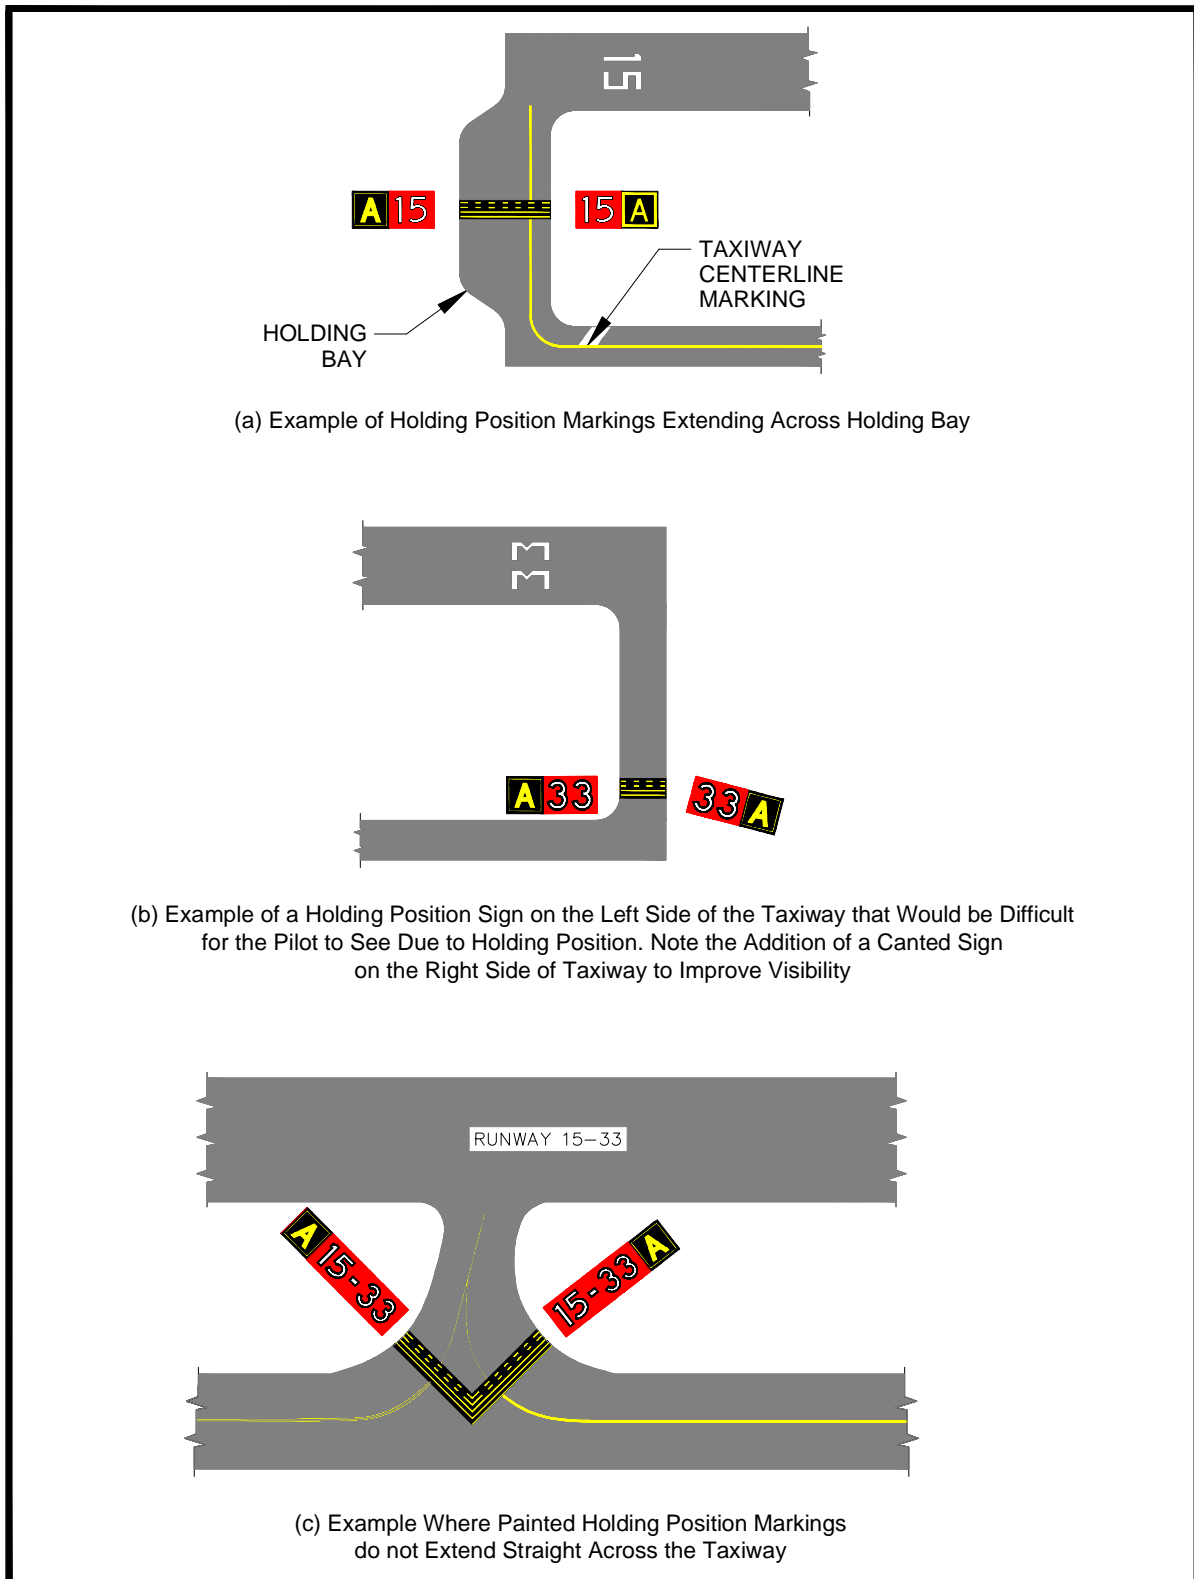 15
A 15
15 A
TAXIWAY
CENTERLINE
MARKING
HOLDING
BAY
(a) Example of Holding Position Markings Extending Across Holding Bay
33
A 33
33 A
(b) Example of a Holding Position Sign on the Left Side of the Taxiway that Would be Difficult
for the Pilot to See Due to Holding Position. Note the Addition of a Canted Sign
on the Right Side of Taxiway to Improve Visibility
RUNWAY 15-33
A 15-33
15-33 A
(c) Example Where Painted Holding Position Markings
do not Extend Straight Across the Taxiway